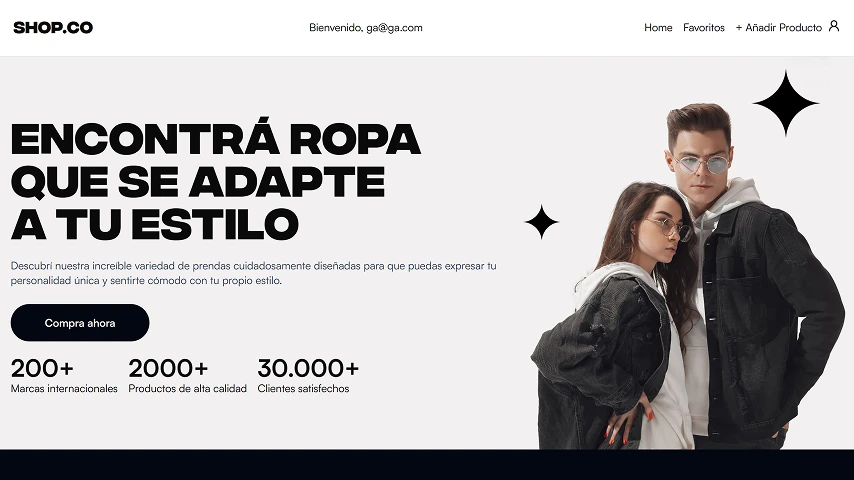 SHOP.CO
Bienvenido, ga@ga.com
Home Favoritos + Añadir Producto
ENCONTRÁ ROPA
QUE SE ADAPTE
A TU ESTILO
Descubrí nuestra increíble variedad de prendas cuidadosamente diseñadas para que puedas expresar tu
personalidad única y sentirte cómodo con tu propio estilo.
Compra ahora
200+ 2000+ 30.000+
Marcas internacionales Productos de alta calidad Clientes satisfechos